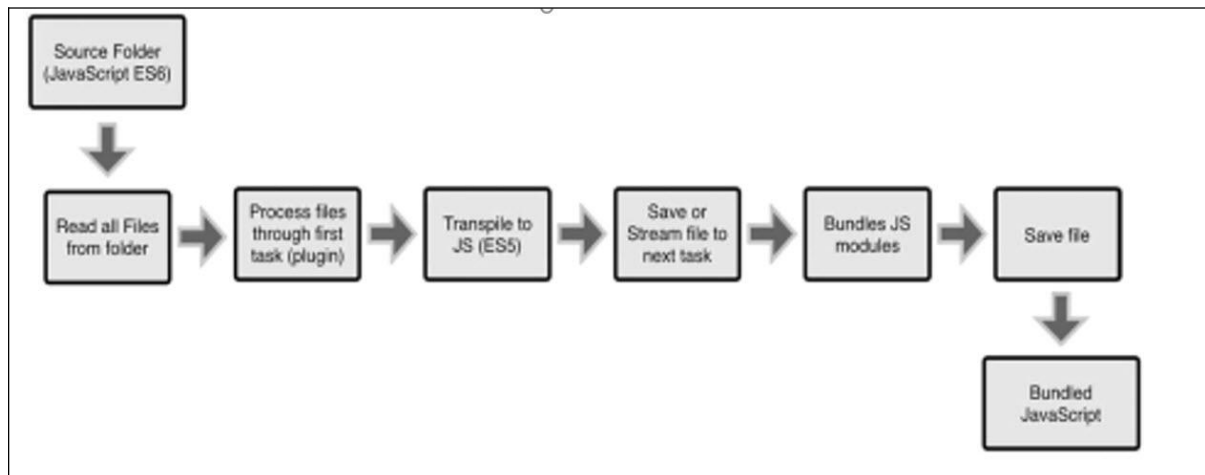 Source Folder
(JavaScript ES6)
Read all Files
from folder
Process files
through first
task (plugin)
Transpile to
JS (ES5)
Save or
Stream file to
next task
Bundles JS
modules
Save file
Bundled
JavaScript